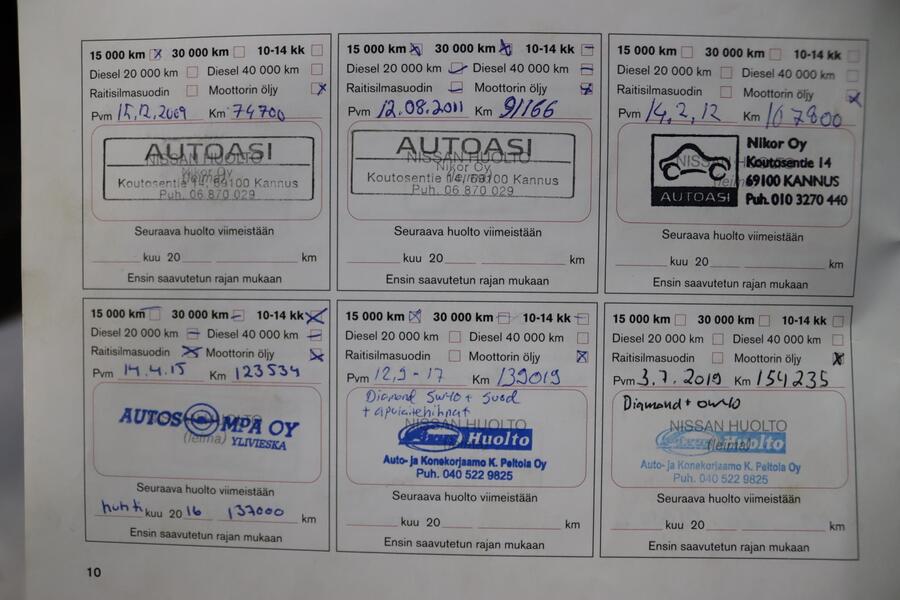 15 000 km 30 000 km 10-14 kk
Diesel 20 000 km Diesel 40 000 km
Raitisilmasuodin Moottorin öljy
Pvm 15.12.2009 Km 74700
AUTOASI
NISSAN HUOLTO
Nikor Oy
(leima)
Koutosentie 14, 69100 Kannus
Puh. 06 870 029
Seuraava huolto viimeistään
kuu 20 km
Ensin saavutetun rajan mukaan
15 000 km 30 000 km 10-14 kk
Diesel 20 000 km Diesel 40 000 km
Raitisilmasuodin Moottorin öljy
Pvm 12.08.2011 Km 91166
AUTOASI
NISSAN HUOLTO
Nikor Oy
(leima)
Koutosentie 14, 69100 Kannus
Puh. 06 870 029
Seuraava huolto viimeistään
kuu 20 km
Ensin saavutetun rajan mukaan
15 000 km 30 000 km 10-14 kk
Diesel 20 000 km Diesel 40 000 km
Raitisilmasuodin Moottorin öljy
Pvm 14.2.12 Km 107800
NISSAN HUOLTO
(leima)
AUTOASI
Nikor Oy
Koutosentie 14
69100 KANNUS
Puh. 010 3270 440
Seuraava huolto viimeistään
kuu 20 km
Ensin saavutetun rajan mukaan
15 000 km 30 000 km 10-14 kk
Diesel 20 000 km Diesel 40 000 km
Raitisilmasuodin Moottorin öljy
Pvm 14.4.15 Km 123534
AUTOSOMPA OY
(leima) YLIVIESKA
Seuraava huolto viimeistään
huhti kuu 2016 137000 km
Ensin saavutetun rajan mukaan
15 000 km 30 000 km 10-14 kk
Diesel 20 000 km Diesel 40 000 km
Raitisilmasuodin Moottorin öljy
Pvm 12.9-17 Km 139019
Diamond 5w40 + suod
+ apulaitehihnat
NISSAN HUOLTO
Huolto
Auto- ja Konekorjaamo K. Peltola Oy
Puh. 040 522 9825
Seuraava huolto viimeistään
kuu 20 km
Ensin saavutetun rajan mukaan
15 000 km 30 000 km 10-14 kk
Diesel 20 000 km Diesel 40 000 km
Raitisilmasuodin Moottorin öljy
Pvm 3.7.2019 Km 154235
Diamond + 0w40
NISSAN HUOLTO
(leima) Huolto
Auto- ja Konekorjaamo K. Peltola Oy
Puh. 040 522 9825
Seuraava huolto viimeistään
kuu 20 km
Ensin saavutetun rajan mukaan
10